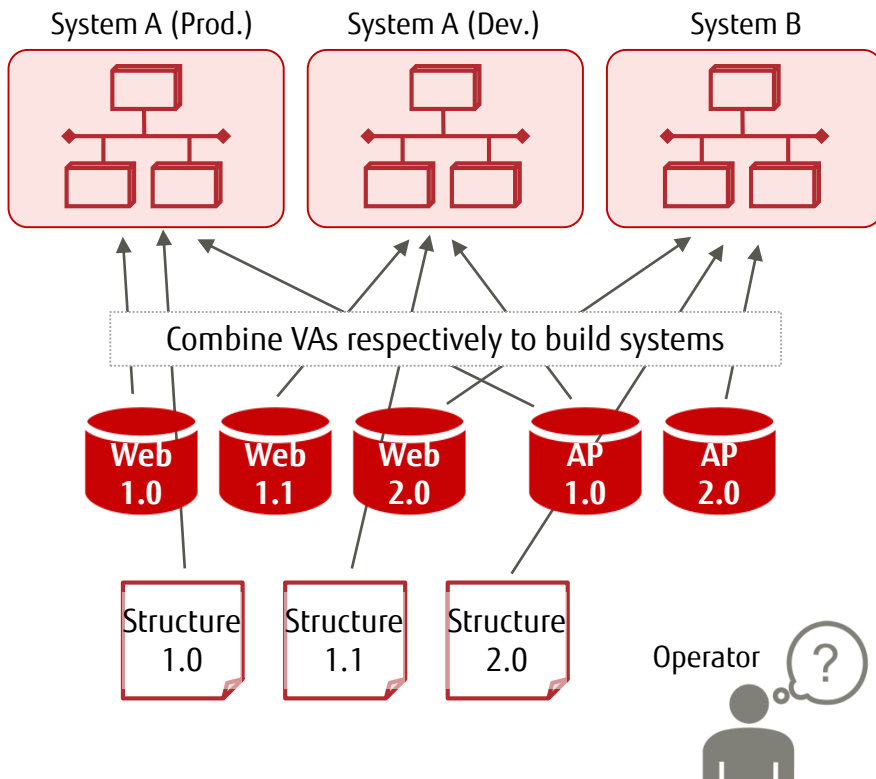 System A (Prod.)
System A (Dev.)
System B
Combine VAs respectively to build systems
Web
1.0
Web
1.1
Web
2.0
AP
1.0
AP
2.0
Structure
1.0
Structure
1.1
Structure
2.0
Operator
?